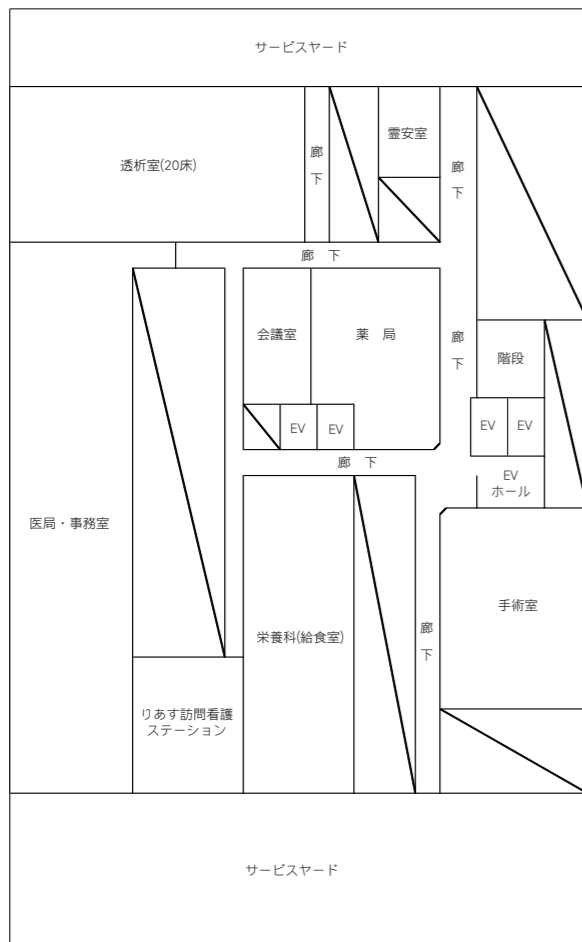 サービスヤード
透析室(20床)
廊
下
霊安室
廊
下
廊 下
会議室
薬 局
廊
下
階段
EV
EV
EV
EV
廊 下
EV
ホール
医局・事務室
手術室
栄養科(給食室)
廊
下
りあす訪問看護
ステーション
サービスヤード